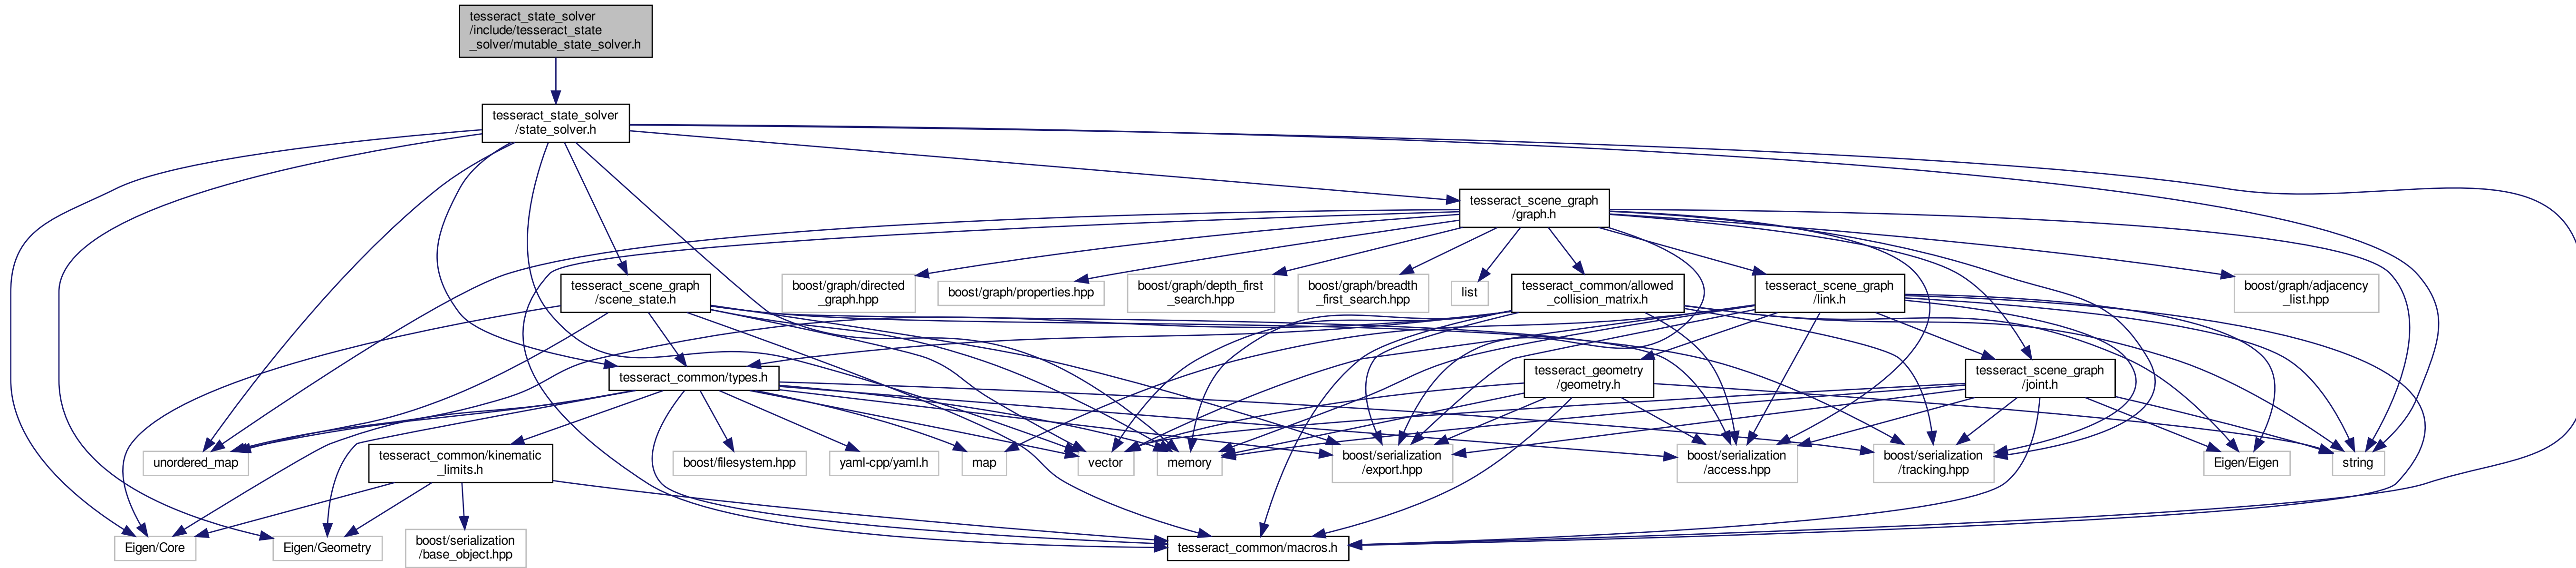 tesseract_state_solver
/include/tesseract_state
_solver/mutable_state_solver.h
tesseract_state_solver
/state_solver.h
tesseract_scene_graph
/graph.h
tesseract_scene_graph
/scene_state.h
boost/graph/directed
_graph.hpp
boost/graph/properties.hpp
boost/graph/depth_first
_search.hpp
boost/graph/breadth
_first_search.hpp
list
tesseract_common/allowed
_collision_matrix.h
tesseract_scene_graph
/link.h
boost/graph/adjacency
_list.hpp
tesseract_common/types.h
tesseract_geometry
/geometry.h
tesseract_scene_graph
/joint.h
unordered_map
tesseract_common/kinematic
_limits.h
boost/filesystem.hpp
yaml-cpp/yaml.h
map
vector
memory
boost/serialization
/export.hpp
boost/serialization
/access.hpp
boost/serialization
/tracking.hpp
Eigen/Eigen
string
Eigen/Core
Eigen/Geometry
boost/serialization
/base_object.hpp
tesseract_common/macros.h